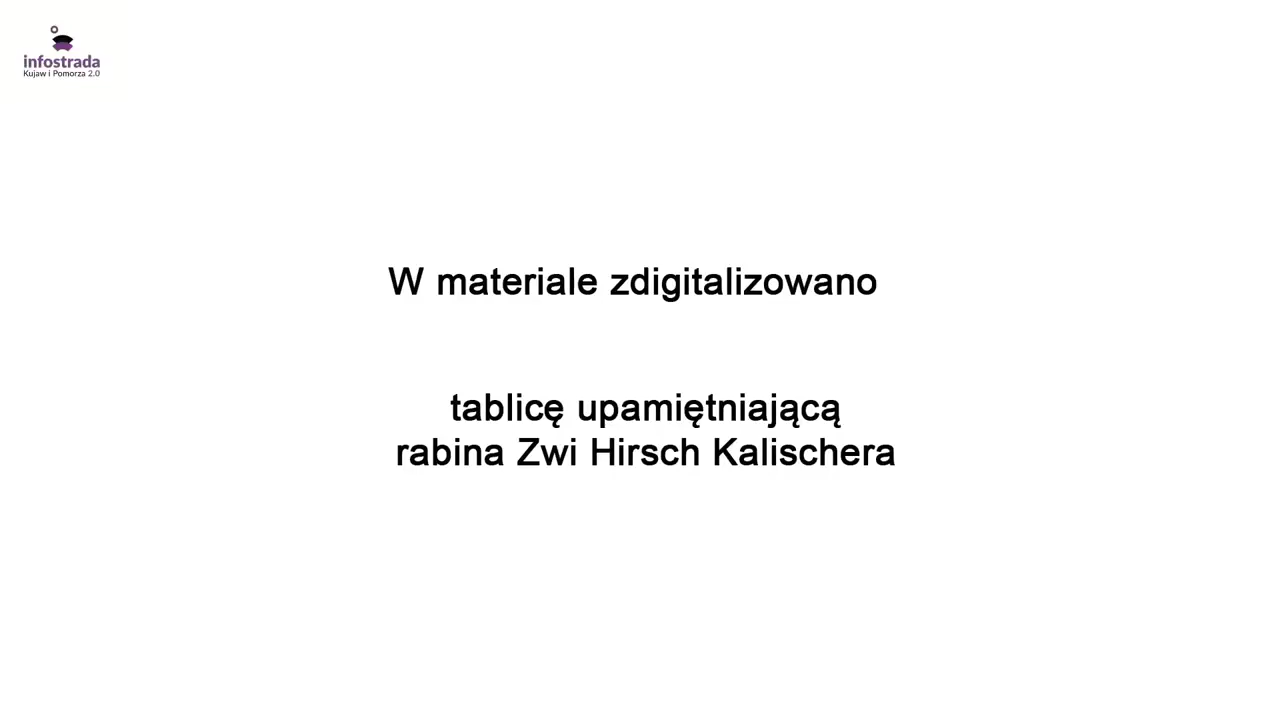 infostrada
Kujaw i Pomorza 2.0
W materiale zdigitalizowano
tablicę upamiętniającą
rabina Zwi Hirsch Kalischera